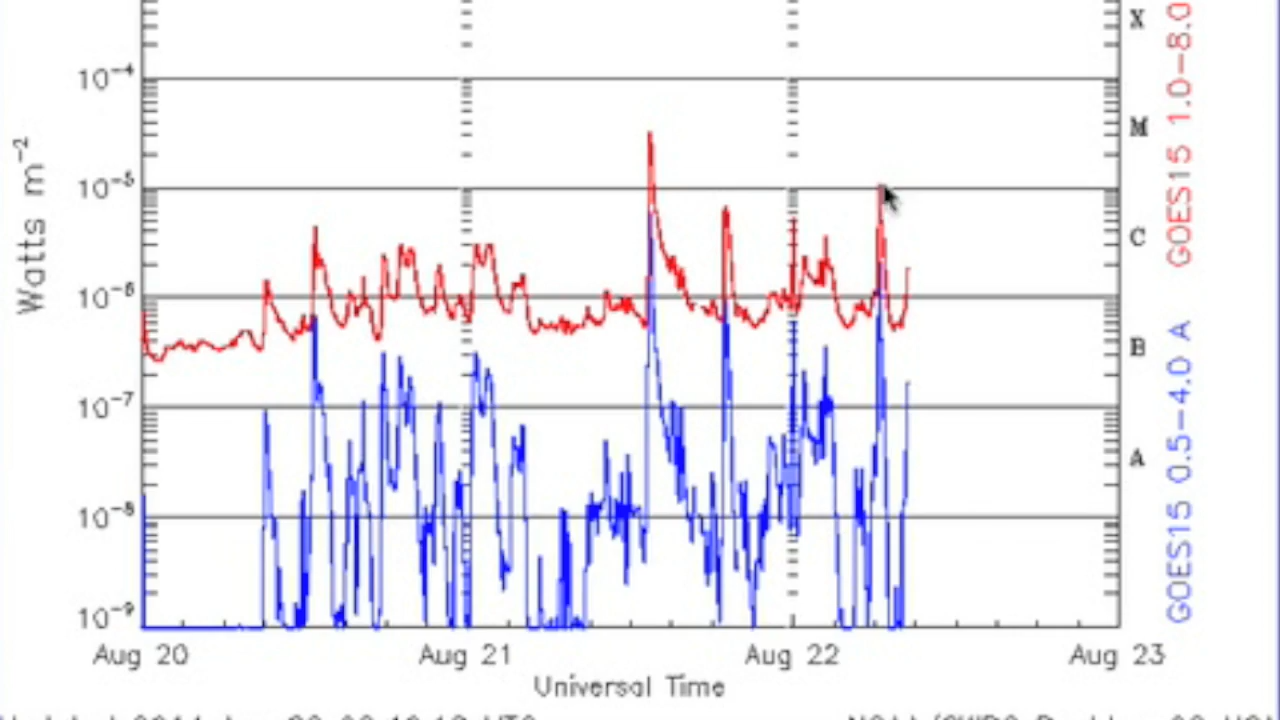 X
10⁻⁴
M
10⁻⁵
C
10⁻⁶
B
10⁻⁷
A
10⁻⁸
10⁻⁹
Watts m⁻²
GOES15 1.0-8.0
GOES15 0.5-4.0 A
Aug 20 Aug 21 Aug 22 Aug 23
Universal Time